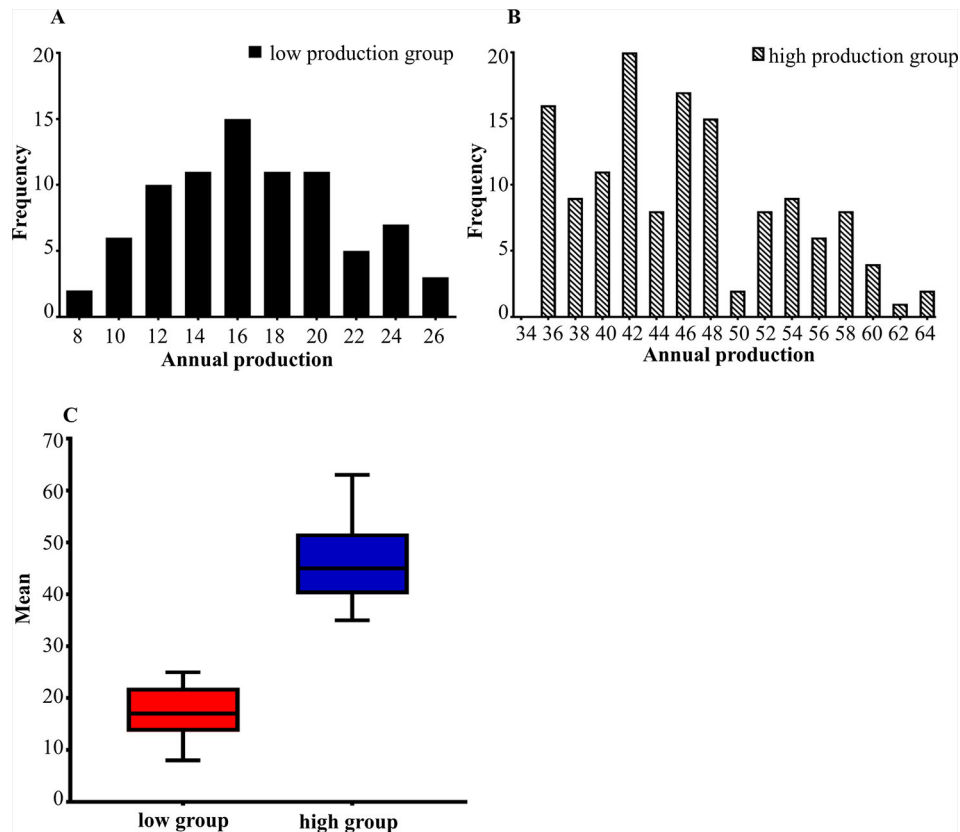 A
low production group
20
15
10
5
0
Frequency
8 10 12 14 16 18 20 22 24 26
Annual production
B
high production group
20
15
10
5
0
Frequency
34 36 38 40 42 44 46 48 50 52 54 56 58 60 62 64
Annual production
C
70
60
50
40
30
20
10
0
Mean
low group high group